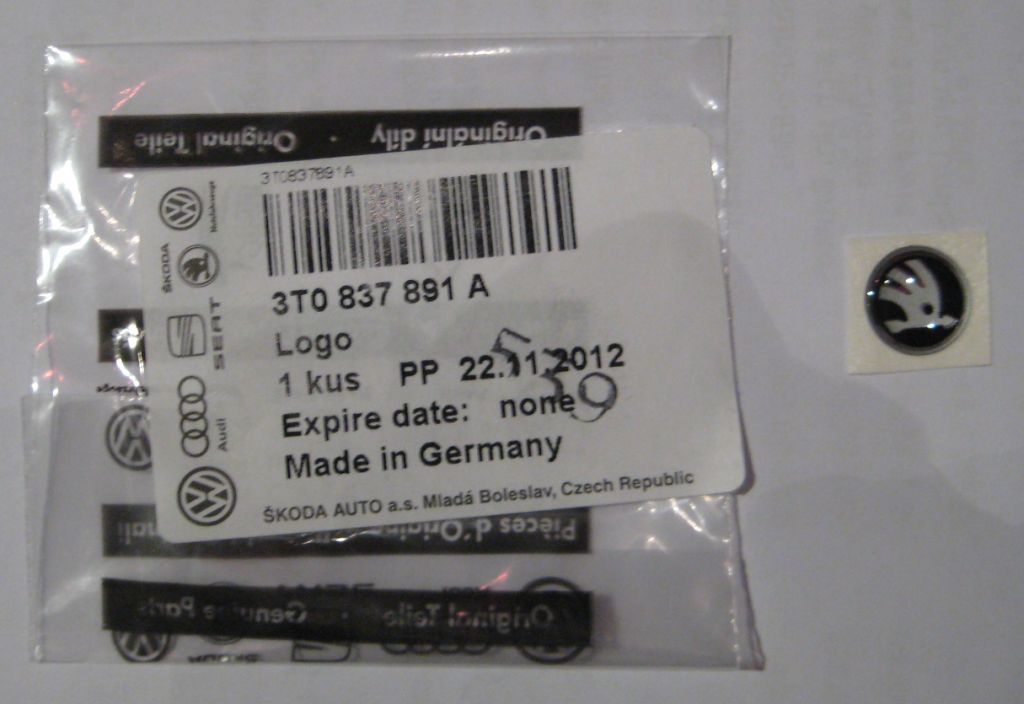 Originální díly · Original Teile
3T0837891A
ŠKODA
SEAT
Audi
3T0 837 891 A
Logo
1 kus PP 22.11.2012
539
Expire date: none
Made in Germany
ŠKODA AUTO a.s. Mladá Boleslav, Czech Republic
Pièces d'Origine
Original Teile · Genuine Parts